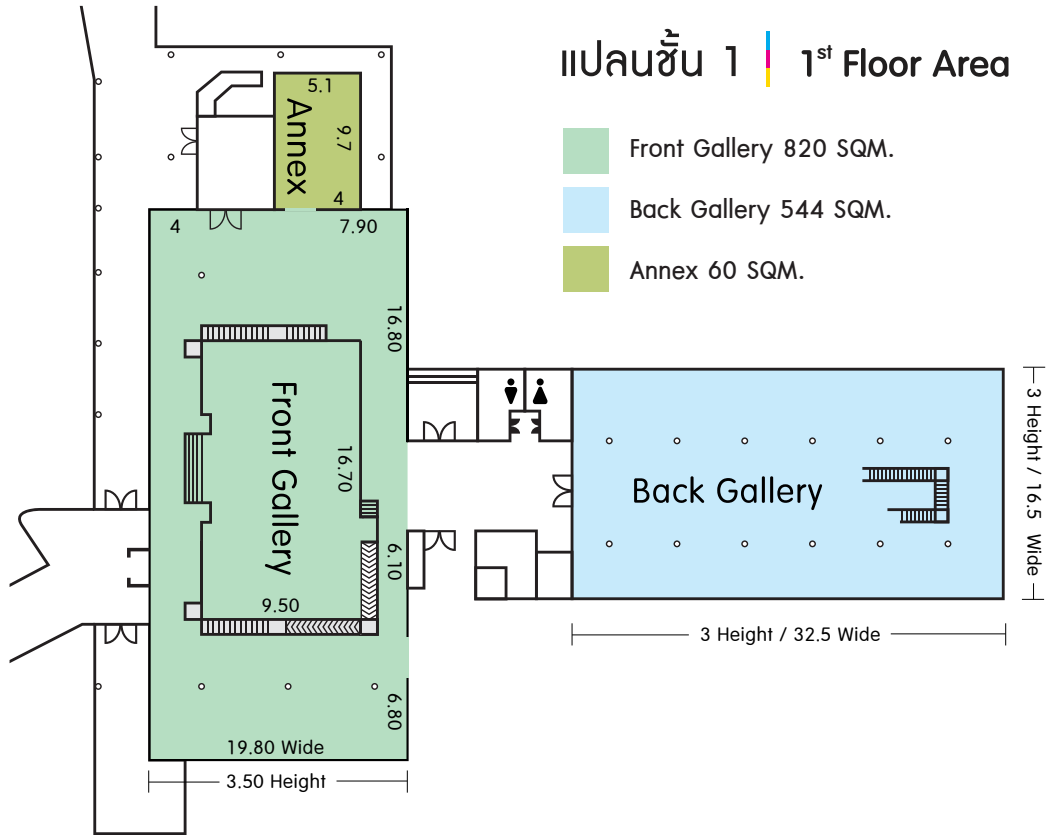 แปลนชั้น 1 | 1st Floor Area
Front Gallery 820 SQM.
Back Gallery 544 SQM.
Annex 60 SQM.
5.1
Annex
9.7
4
4
7.90
16.80
Front Gallery
16.70
6.10
9.50
6.80
19.80 Wide
3.50 Height
Back Gallery
3 Height / 16.5 Wide
3 Height / 32.5 Wide